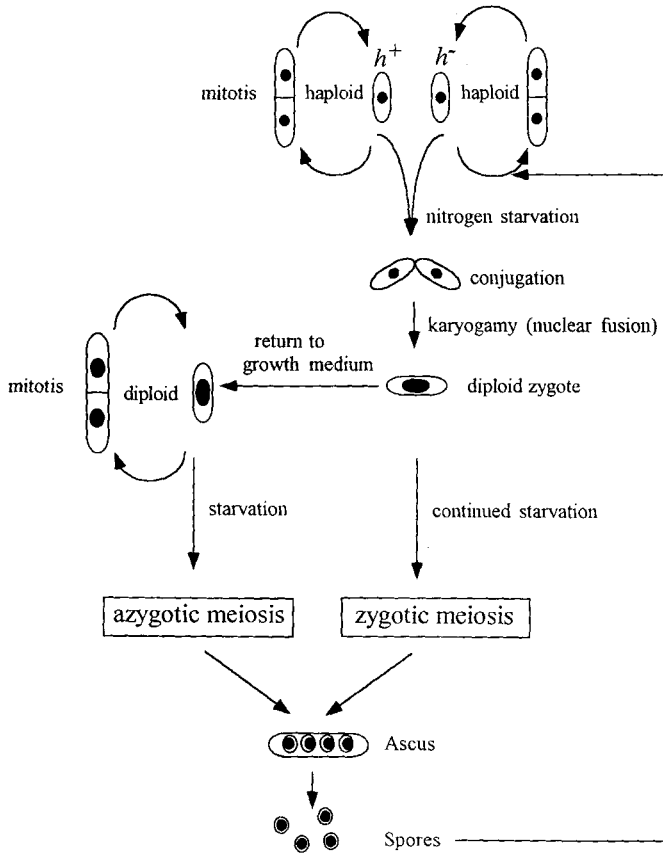 h+ h-
mitotis haploid haploid
nitrogen starvation
conjugation
karyogamy (nuclear fusion)
return to
growth medium
mitotis diploid diploid zygote
starvation continued starvation
azygotic meiosis zygotic meiosis
Ascus
Spores